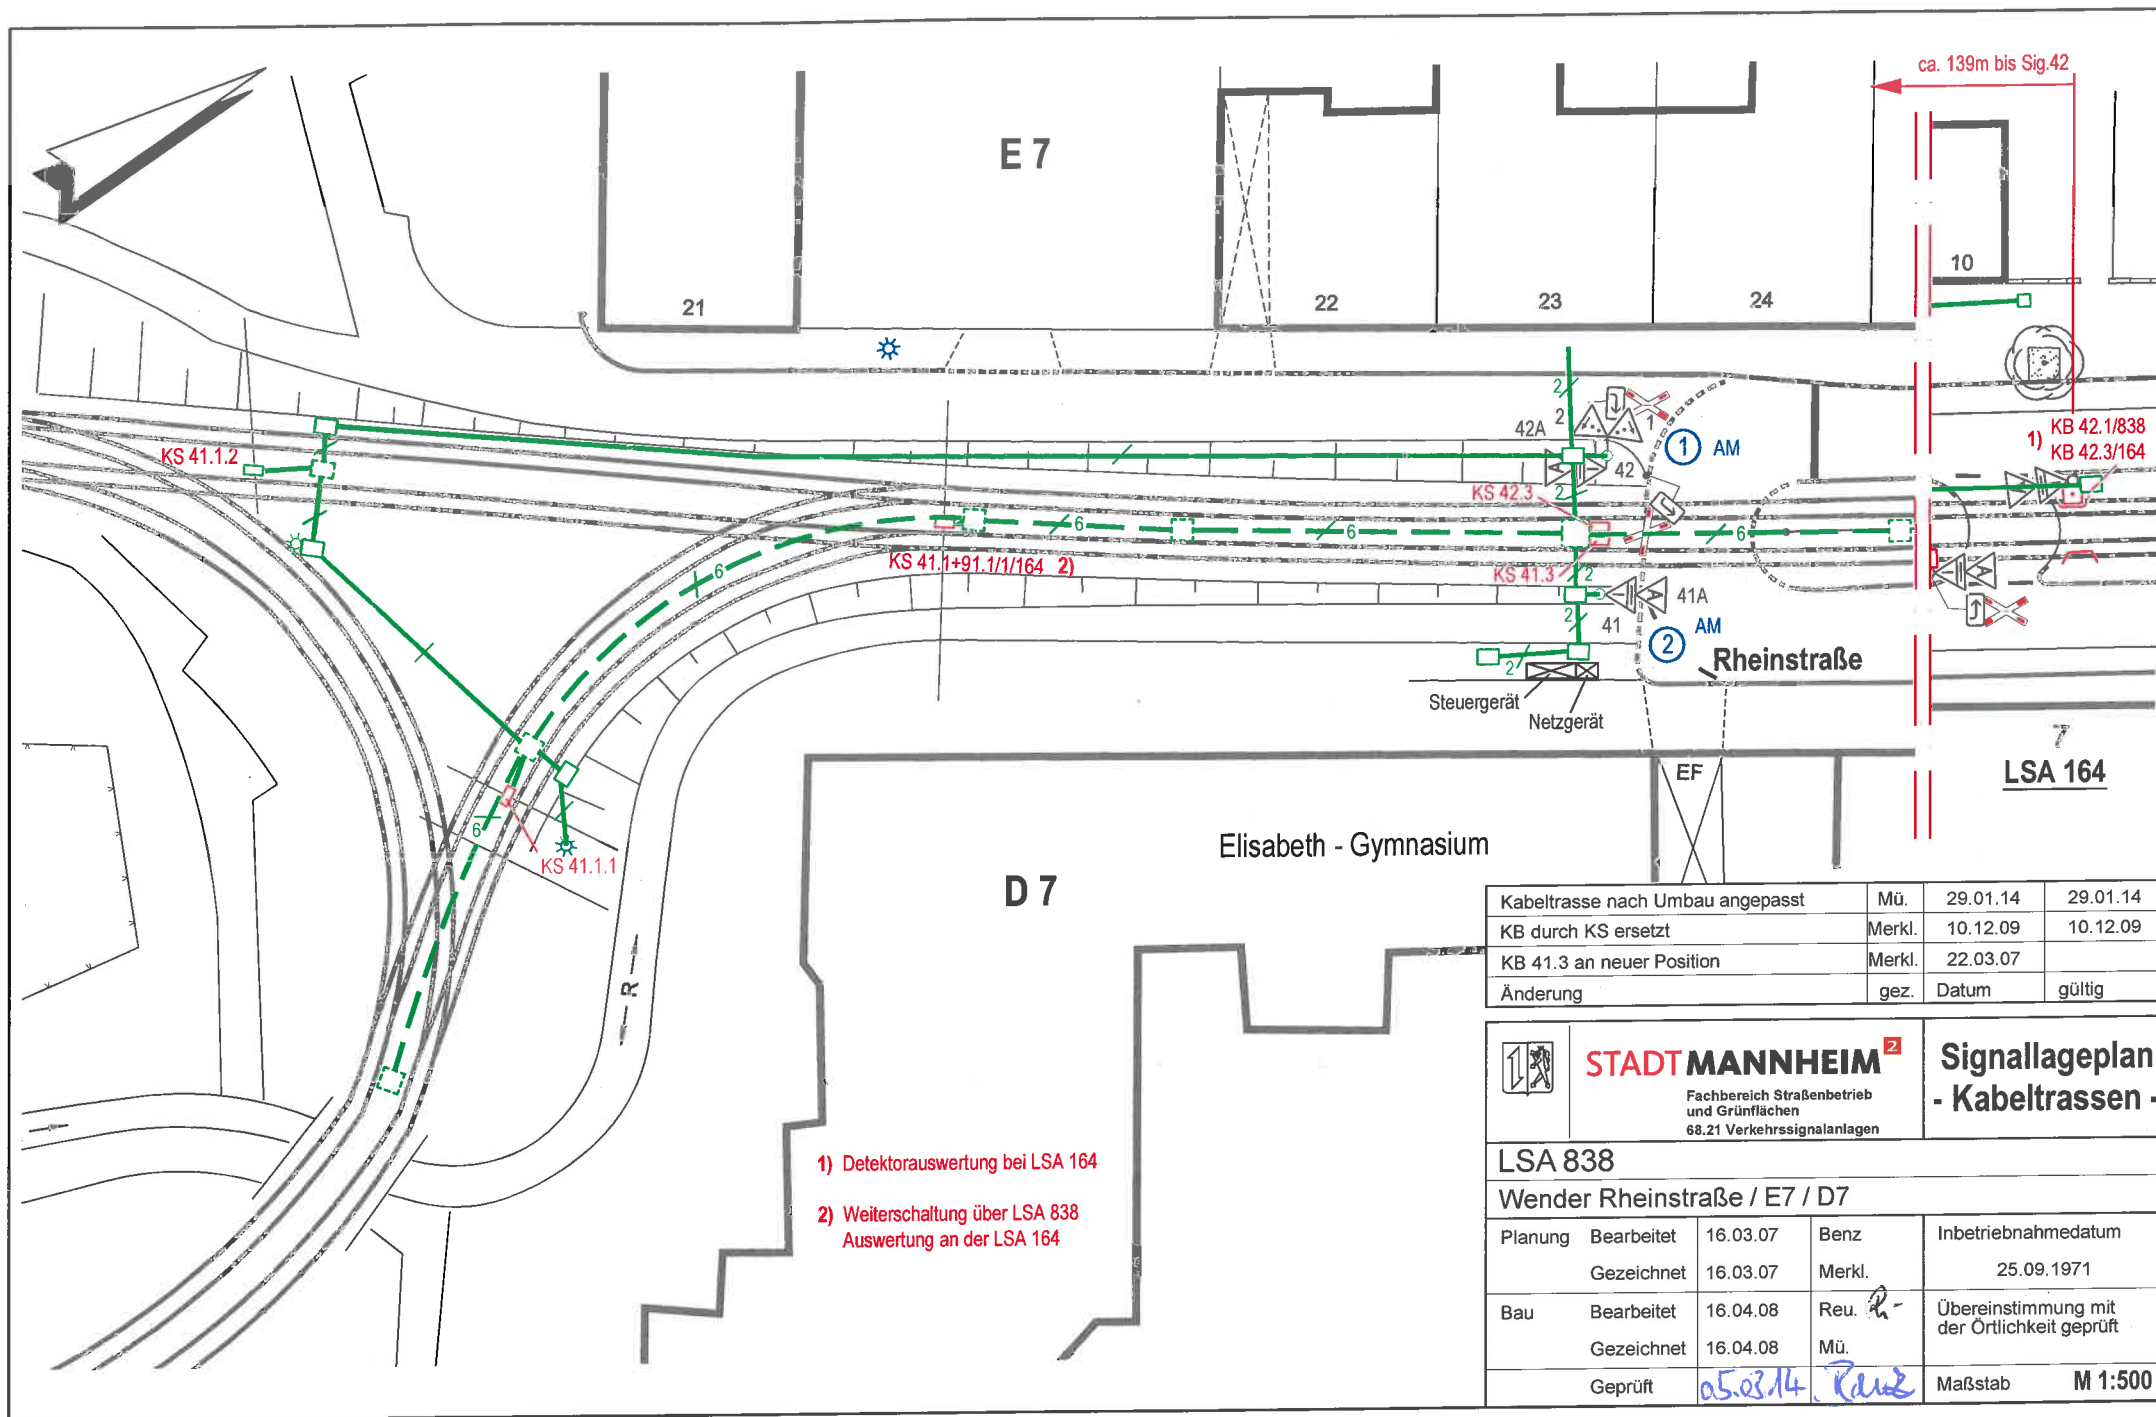 ca. 139m bis Sig.42
E 7
10
21
22
23
24
2
42A
2
1
1
AM
KB 42.1/838
1)
KB 42.3/164
KS 41.1.2
42
2
KS 42.3
6
6
6
KS 41.1+91.1/1/164 2)
KS 41.3
2
6
41A
2
41
AM
2
Rheinstraße
2
Steuergerät
Netzgerät
7
EF
LSA 164
6
KS 41.1.1
Elisabeth - Gymnasium
D 7
R
Kabeltrasse nach Umbau angepasst Mü. 29.01.14 29.01.14
KB durch KS ersetzt Merkl. 10.12.09 10.12.09
KB 41.3 an neuer Position Merkl. 22.03.07
Änderung gez. Datum gültig
STADT MANNHEIM 2
Fachbereich Straßenbetrieb
und Grünflächen
68.21 Verkehrssignalanlagen
Signallageplan
- Kabeltrassen -
1) Detektorauswertung bei LSA 164
2) Weiterschaltung über LSA 838
Auswertung an der LSA 164
LSA 838
Wender Rheinstraße / E7 / D7
Planung Bearbeitet 16.03.07 Benz Inbetriebnahmedatum
Gezeichnet 16.03.07 Merkl. 25.09.1971
Bau Bearbeitet 16.04.08 Reu. Übereinstimmung mit
der Örtlichkeit geprüft
Gezeichnet 16.04.08 Mü.
Geprüft 05.03.14 Maßstab M 1:500